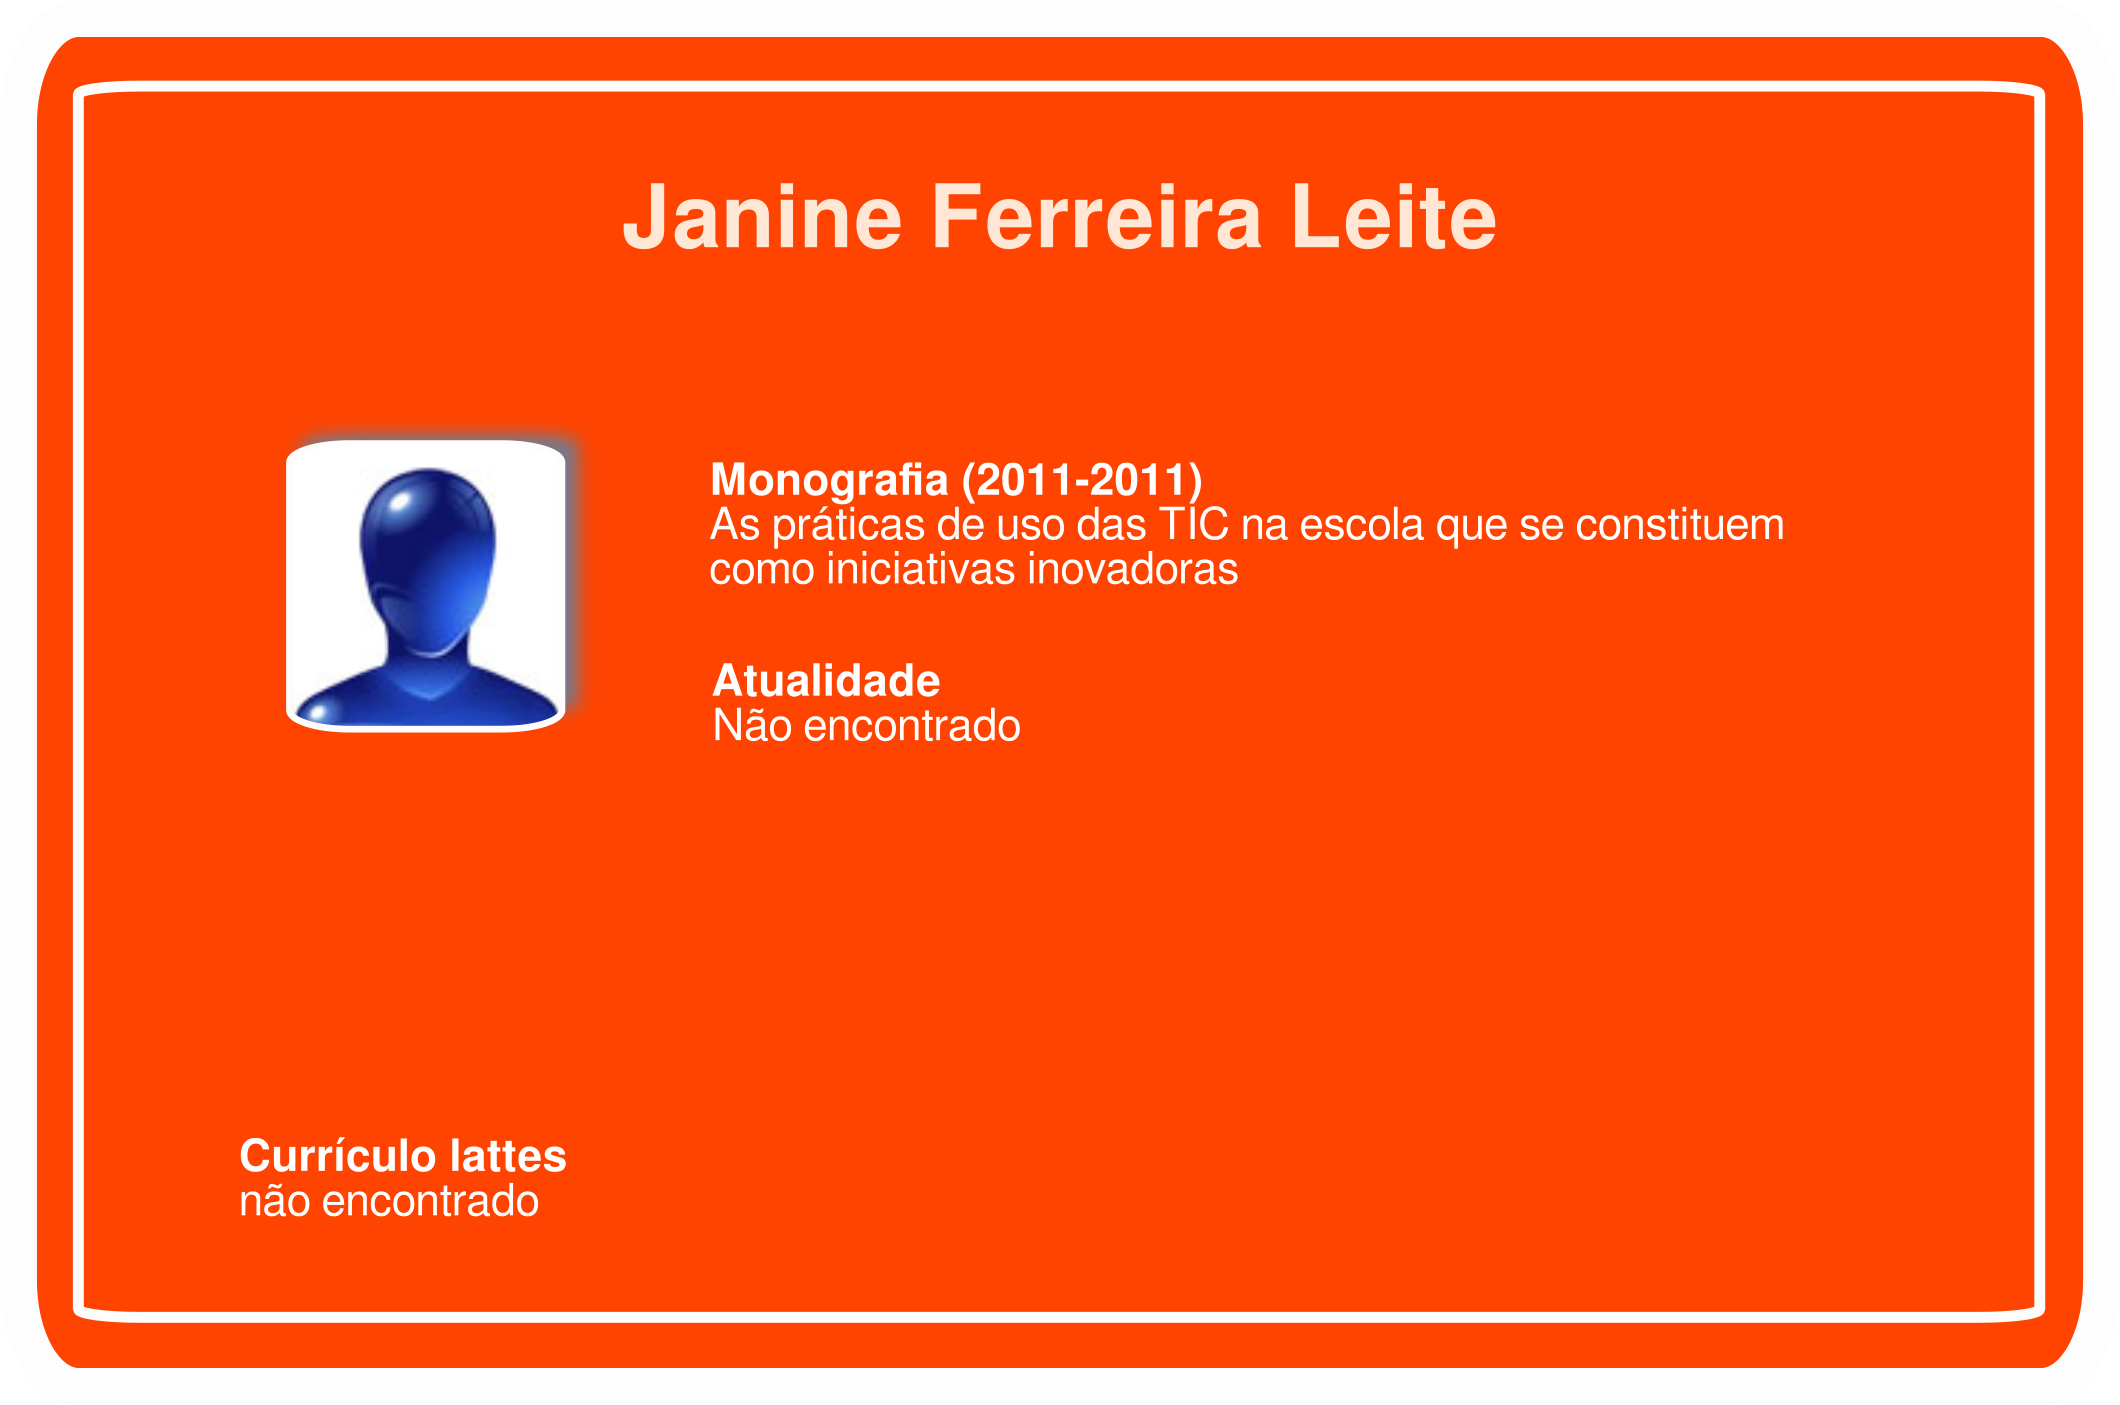 Janine Ferreira Leite
Monografia (2011-2011)
As práticas de uso das TIC na escola que se constituem
como iniciativas inovadoras
Atualidade
Não encontrado
Currículo lattes
não encontrado